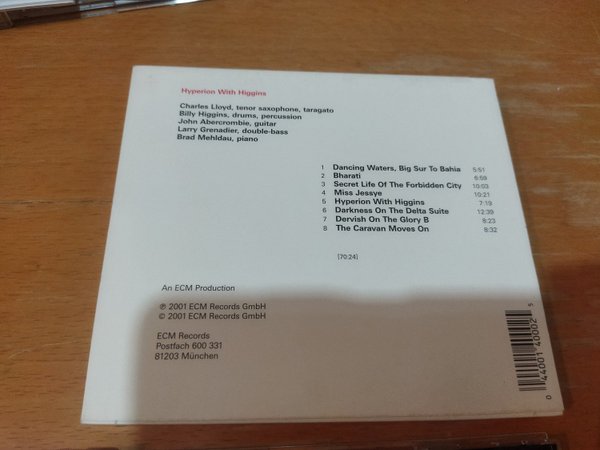 Hyperion With Higgins
Charles Lloyd, tenor saxophone, taragato
Billy Higgins, drums, percussion
John Abercrombie, guitar
Larry Grenadier, double-bass
Brad Mehldau, piano
1 Dancing Waters, Big Sur To Bahia 5:51
2 Bharati 6:59
3 Secret Life Of The Forbidden City 10:03
4 Miss Jessye 10:21
5 Hyperion With Higgins 7:19
6 Darkness On The Delta Suite 12:39
7 Dervish On The Glory B 8:23
8 The Caravan Moves On 8:32
[70:24]
An ECM Production
℗ 2001 ECM Records GmbH
© 2001 ECM Records GmbH
ECM Records
Postfach 600 331
81203 München
0 44001 40002 5